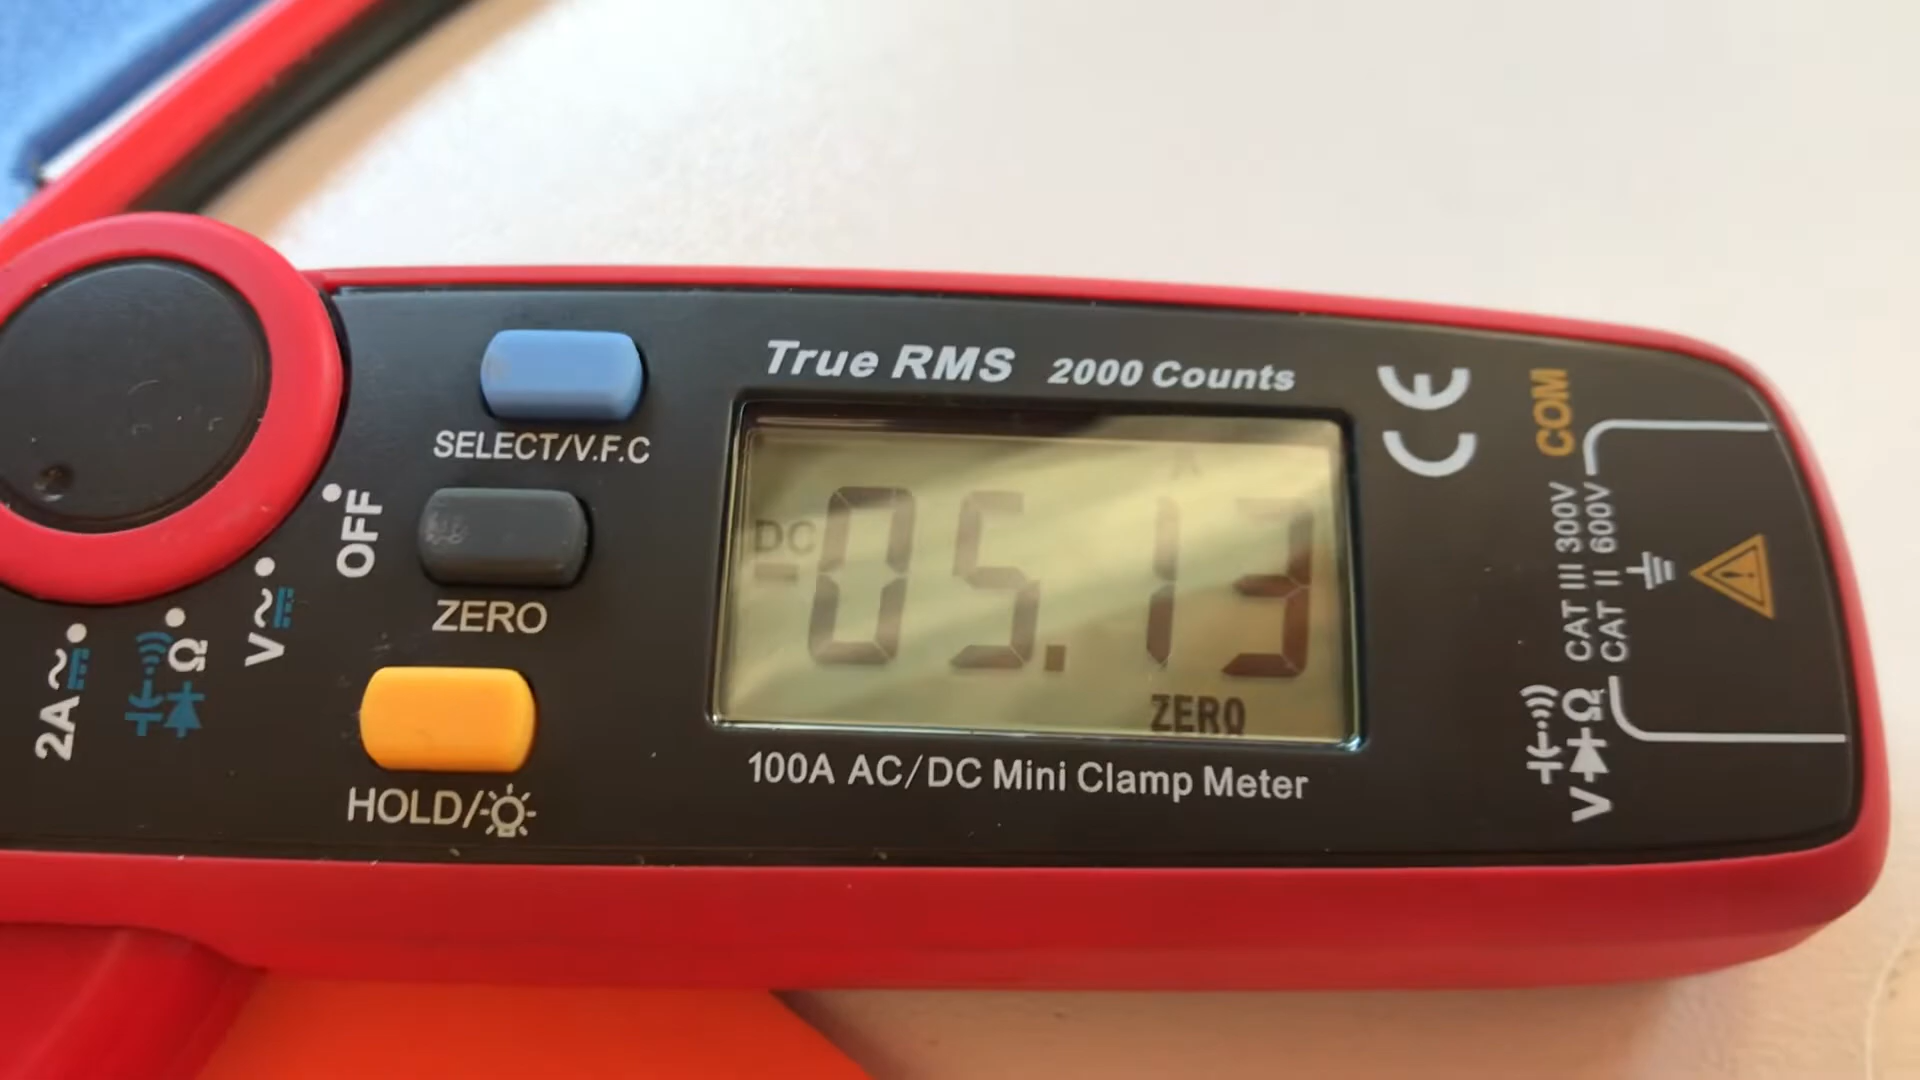 True RMS 2000 Counts
SELECT/V.F.C
ZERO
HOLD/
OFF
V
Ω
2A
A
DC
05.13
ZERO
100A AC/DC Mini Clamp Meter
CE
COM
CAT III 300V
CAT II 600V
VΩ